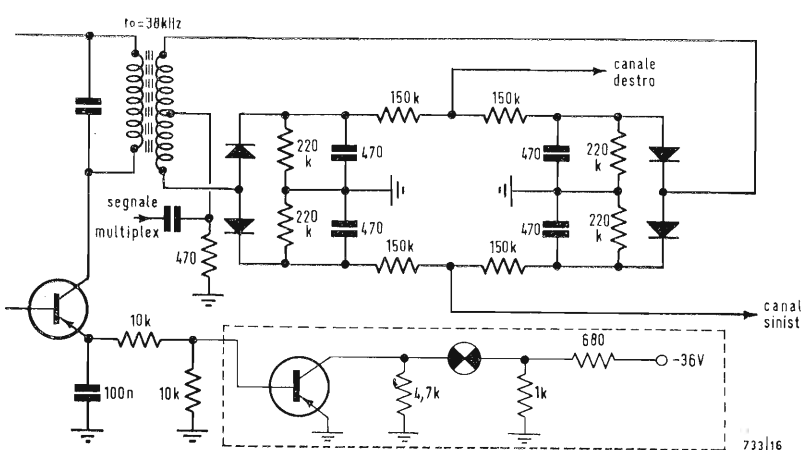 fo=38kHz
canale
destro
150k
150k
220
k
470
470
220
k
segnale
multiplex
220
k
470
470
220
k
470
150k
150k
canal
sinist
10k
680
-36V
100n
10k
4,7k
1k
733|16